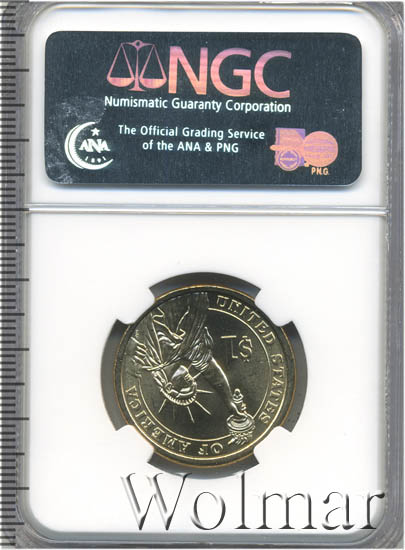 NGC
Numismatic Guaranty Corporation
The Official Grading Service
of the ANA & PNG
ANA
1891
P.N.G.
UNITED STATES
OF AMERICA
$1
Wolmar